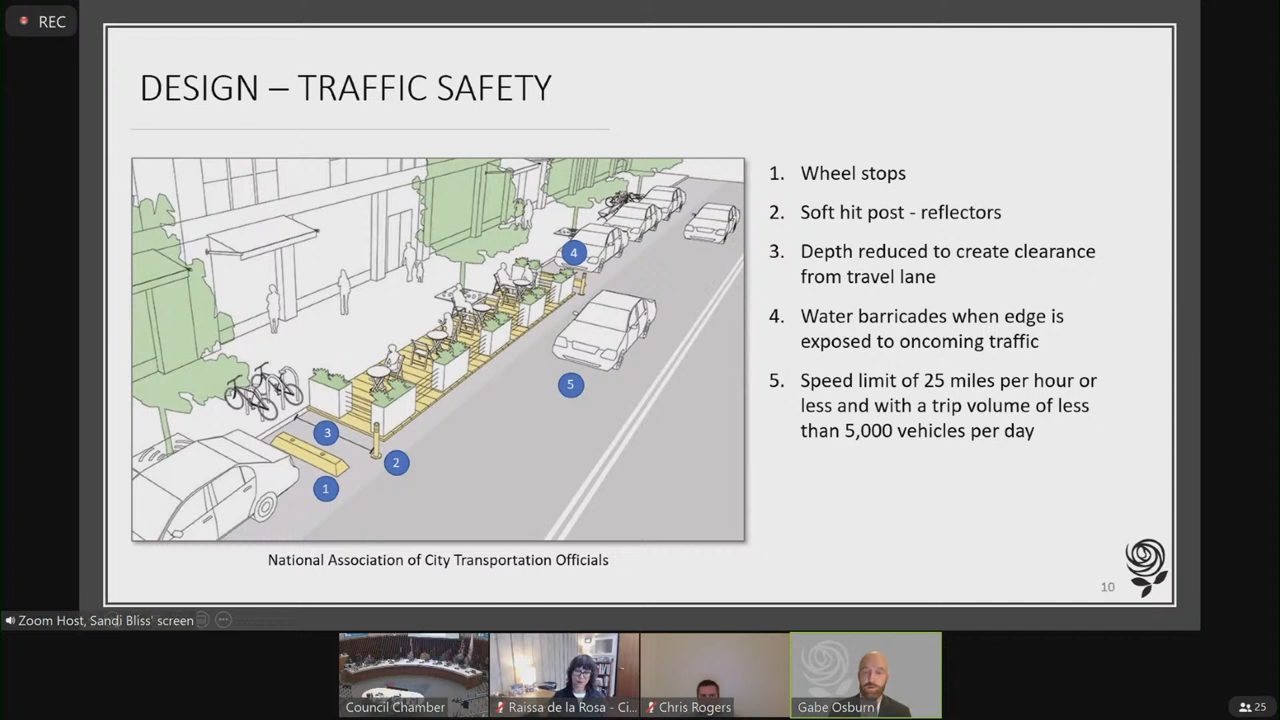 REC
DESIGN – TRAFFIC SAFETY
4
5
3
2
1
1. Wheel stops
2. Soft hit post - reflectors
3. Depth reduced to create clearance
from travel lane
4. Water barricades when edge is
exposed to oncoming traffic
5. Speed limit of 25 miles per hour or
less and with a trip volume of less
than 5,000 vehicles per day
National Association of City Transportation Officials
10
Zoom Host, Sandi Bliss' screen
Council Chamber
Raissa de la Rosa - Ci...
Chris Rogers
Gabe Osburn
25